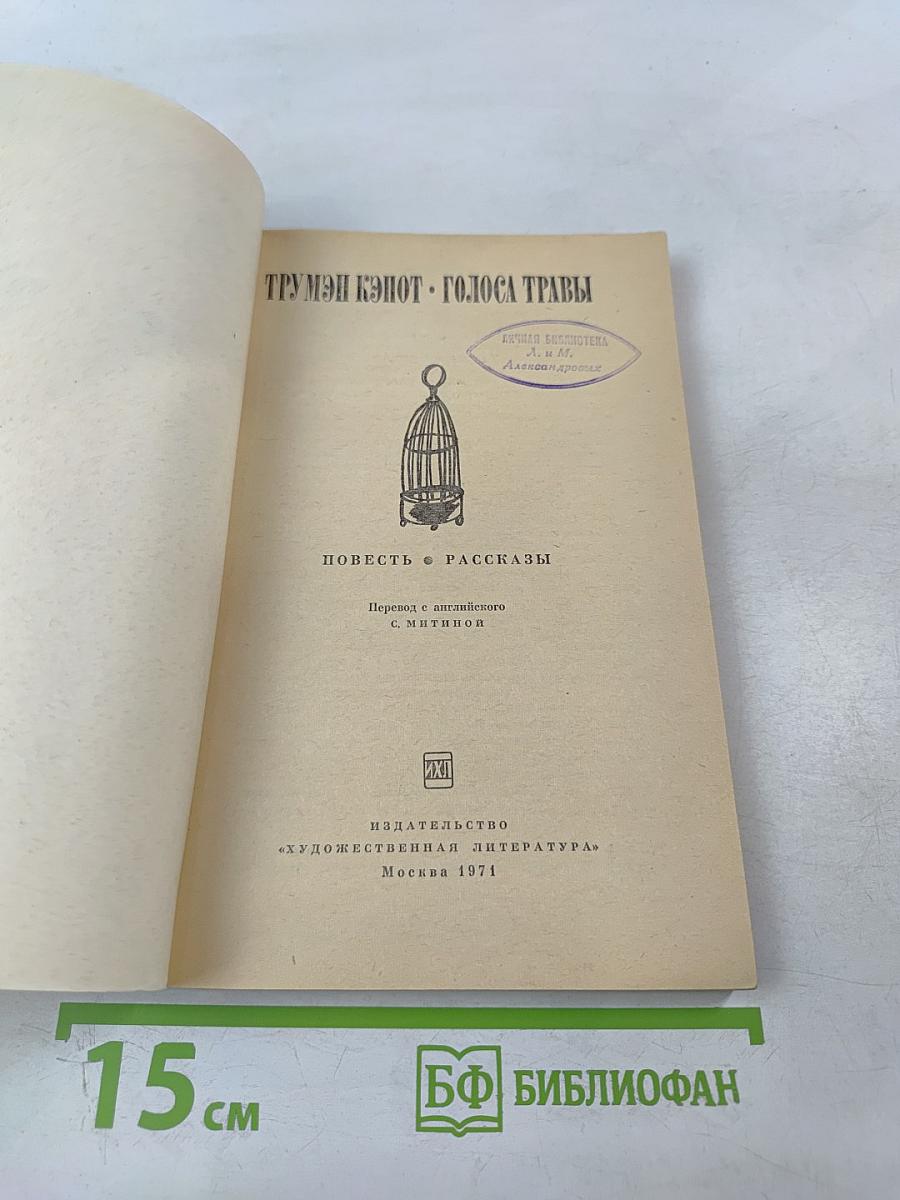 ТРУМЭН КЭПОТ • ГОЛОСА ТРАВЫ
ЛИЧНАЯ БИБЛИОТЕКА
Л. и М.
Александровых
ПОВЕСТЬ • РАССКАЗЫ
Перевод с английского
С. МИТИНОЙ
ИХЛ
ИЗДАТЕЛЬСТВО
«ХУДОЖЕСТВЕННАЯ ЛИТЕРАТУРА»
Москва 1971
15 см
БФ БИБЛИОФАН